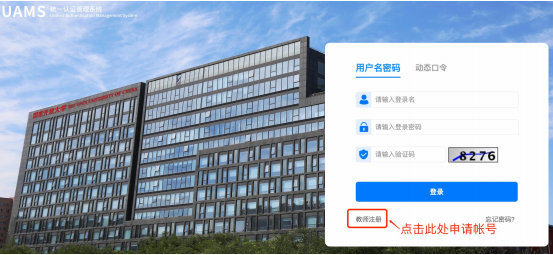 UAMS 统一认证管理系统
用户名密码 动态口令
请输入登录名
请输入登录密码
请输入验证码 8276
登录
教师注册 忘记密码?
点击此处申请帐号